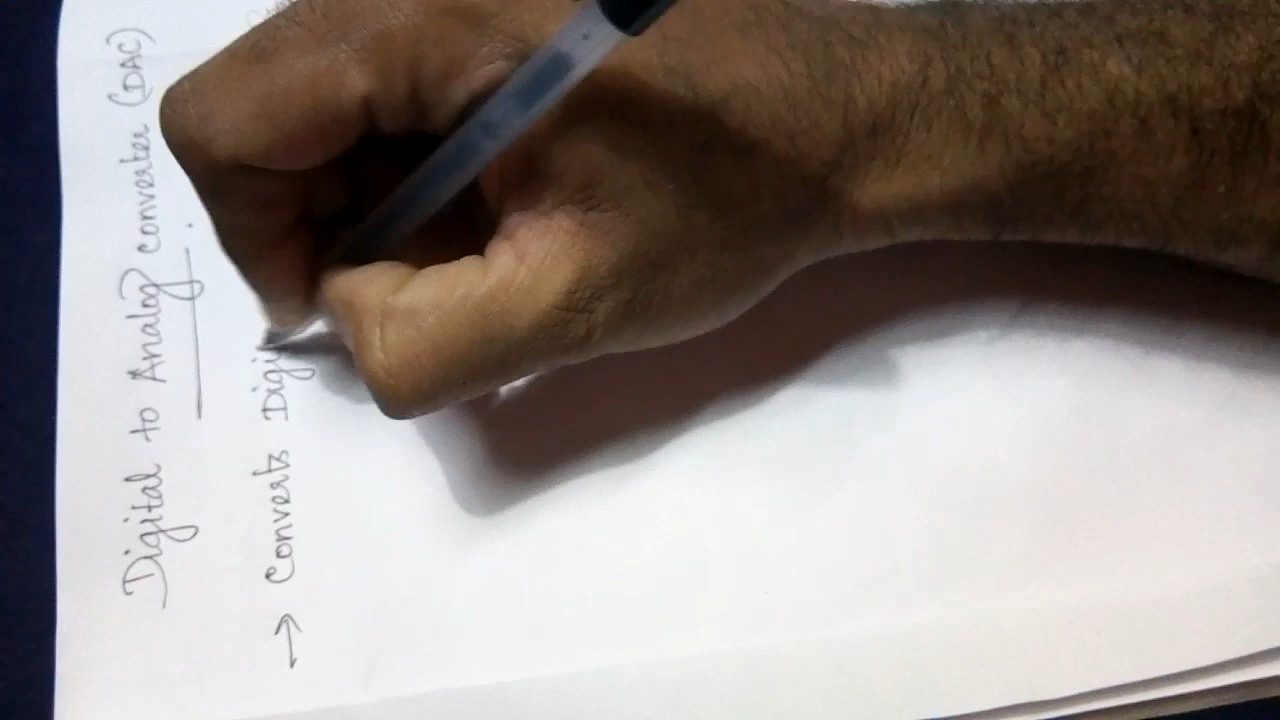 Digital to Analog converter (DAC)
→ Converts Digi